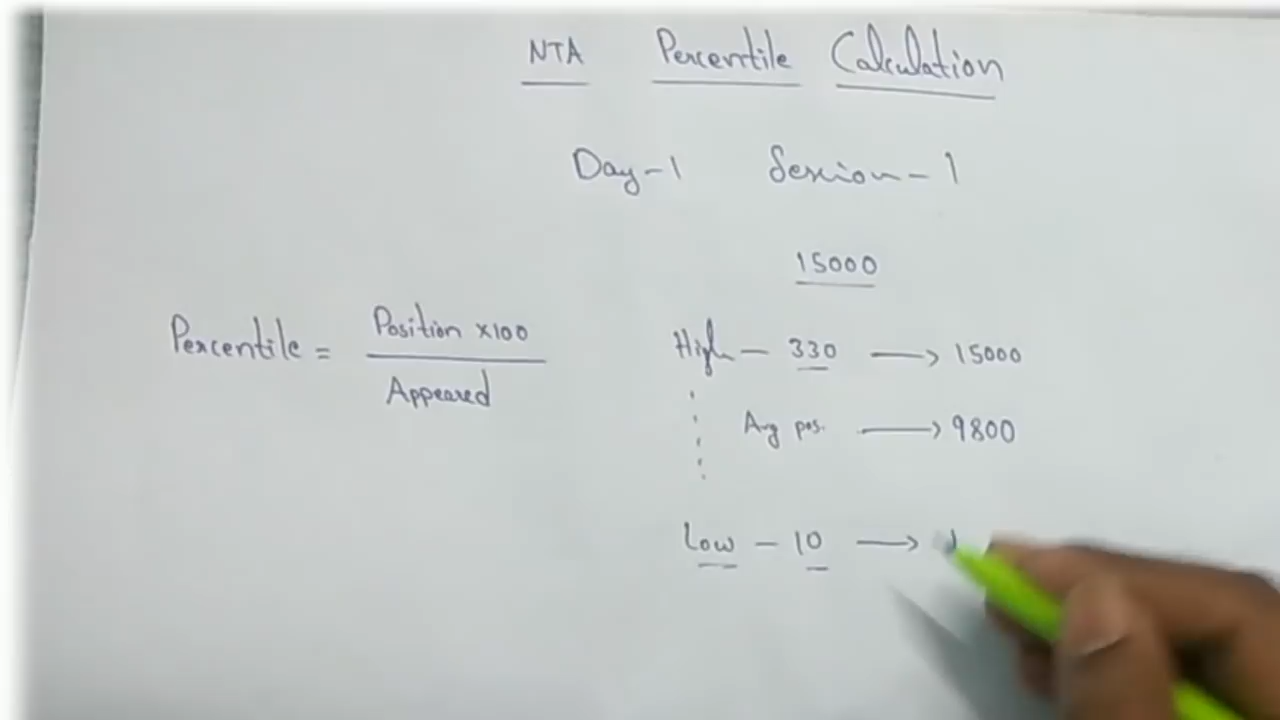 NTA Percentile Calculation
Day-1 Session-1
15000
Percentile = Position x100
Appeared
High - 330 → 15000
Avg pos. → 9800
Low - 10 →